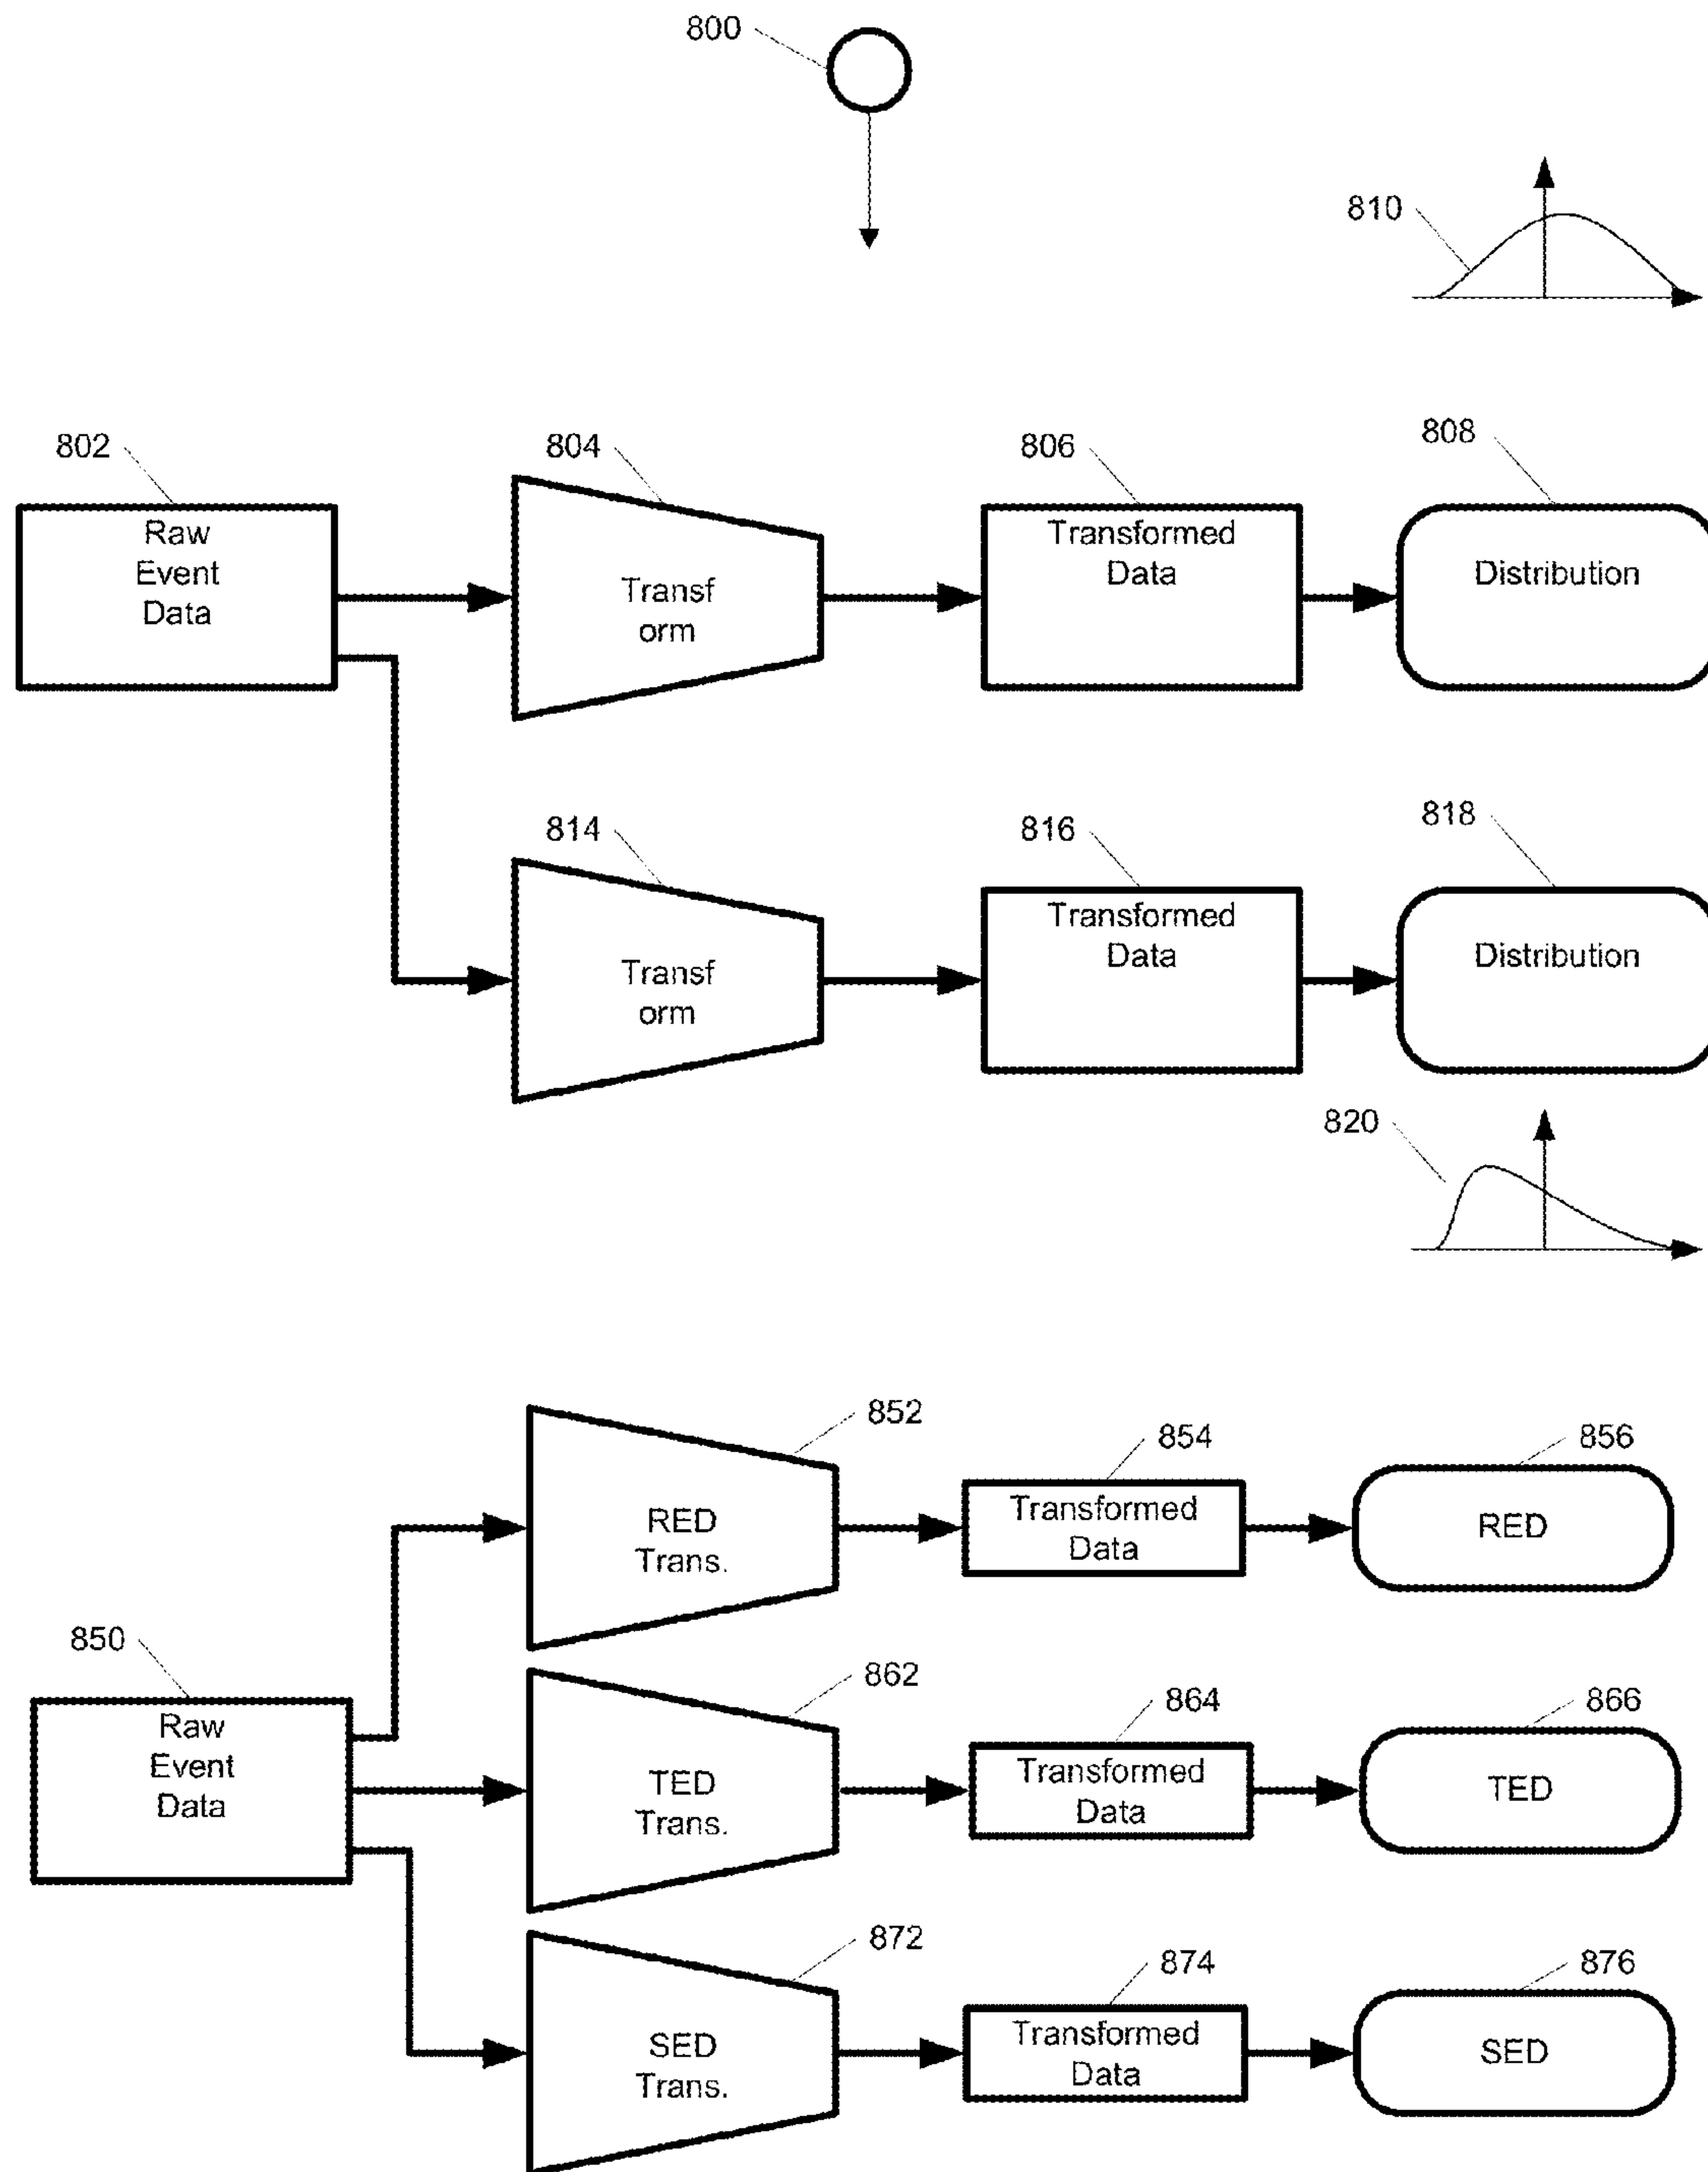 800
810
802
804
806
808
Raw
Event
Data
Transf
orm
Transformed
Data
Distribution
814
816
818
Transf
orm
Transformed
Data
Distribution
820
852
854
856
RED
Trans.
Transformed
Data
RED
850
862
864
866
Raw
Event
Data
TED
Trans.
Transformed
Data
TED
872
874
876
SED
Trans.
Transformed
Data
SED